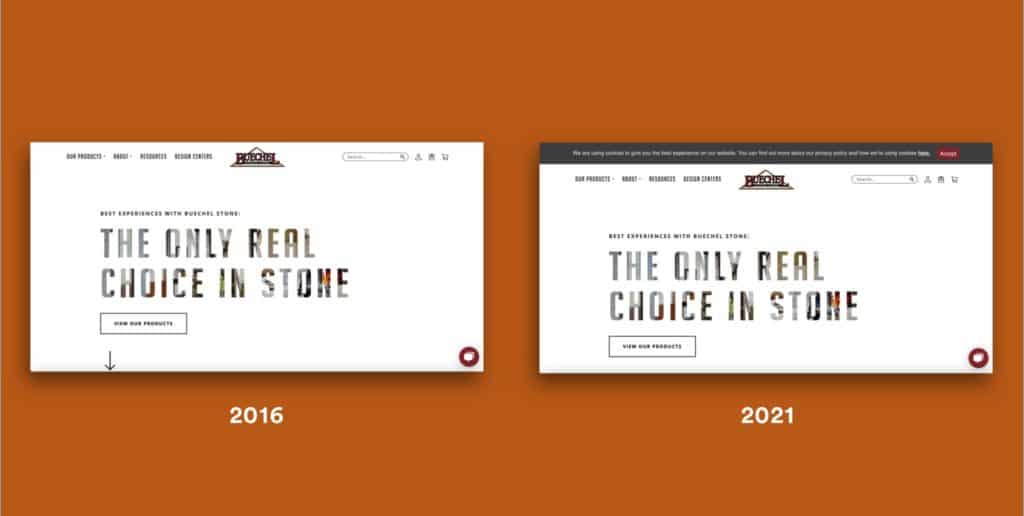 OUR PRODUCTS ABOUT RESOURCES DESIGN CENTERS BUECHEL Search...
BEST EXPERIENCES WITH BUECHEL STONE:
THE ONLY REAL
CHOICE IN STONE
VIEW OUR PRODUCTS
2016
We are using cookies to give you the best experience on our website. You can find out more about our privacy policy and how we're using cookies here. Accept
OUR PRODUCTS ABOUT RESOURCES DESIGN CENTERS BUECHEL Search...
BEST EXPERIENCES WITH BUECHEL STONE:
THE ONLY REAL
CHOICE IN STONE
VIEW OUR PRODUCTS
2021